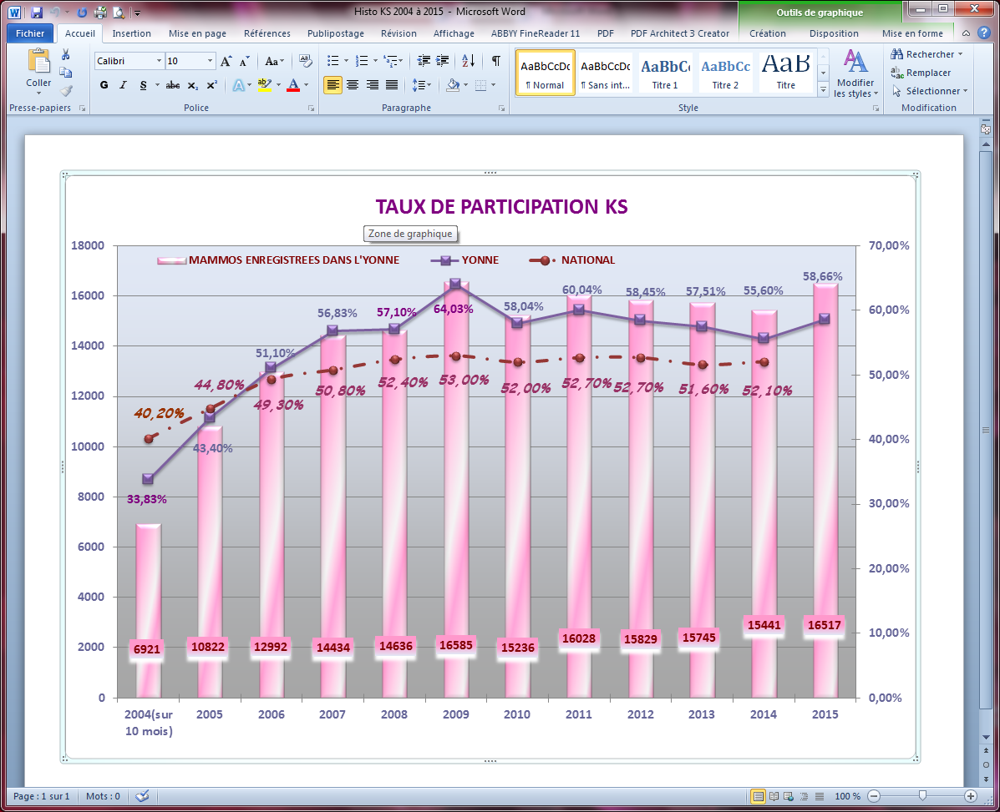 Histo KS 2004 à 2015 - Microsoft Word
Outils de graphique
Fichier Accueil Insertion Mise en page Références Publipostage Révision Affichage ABBYY FineReader 11 PDF PDF Architect 3 Creator Création Disposition Mise en forme
Coller
Calibri 10
G I S abc x₂ x²
AaBbCcDc AaBbCcDc AaBbC AaBbCc AaB
¶ Normal ¶ Sans int... Titre 1 Titre 2 Titre
Modifier
les styles
Rechercher
Remplacer
Sélectionner
Presse-papiers Police Paragraphe Style Modification
TAUX DE PARTICIPATION KS
Zone de graphique
MAMMOS ENREGISTREES DANS L'YONNE YONNE NATIONAL
18000
16000
14000
12000
10000
8000
6000
4000
2000
0
70,00%
60,00%
50,00%
40,00%
30,00%
20,00%
10,00%
0,00%
33,83% 43,40% 51,10% 56,83% 57,10% 64,03% 58,04% 60,04% 58,45% 57,51% 55,60% 58,66%
40,20% 44,80% 49,30% 50,80% 52,40% 53,00% 52,00% 52,70% 52,70% 51,60% 52,10%
6921 10822 12992 14434 14636 16585 15236 16028 15829 15745 15441 16517
2004(sur 2005 2006 2007 2008 2009 2010 2011 2012 2013 2014 2015
10 mois)
Page : 1 sur 1 Mots : 0 100 %